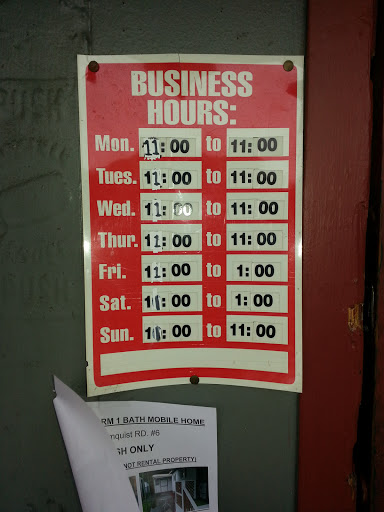 BUSINESS
HOURS:
Mon. 11:00 to 11:00
Tues. 11:00 to 11:00
Wed. 11:00 to 11:00
Thur. 11:00 to 11:00
Fri. 11:00 to 1:00
Sat. :00 to 1:00
Sun. :00 to 11:00
RM 1 BATH MOBILE HOME
nquist RD. #6
SH ONLY
NOT RENTAL PROPERTY)